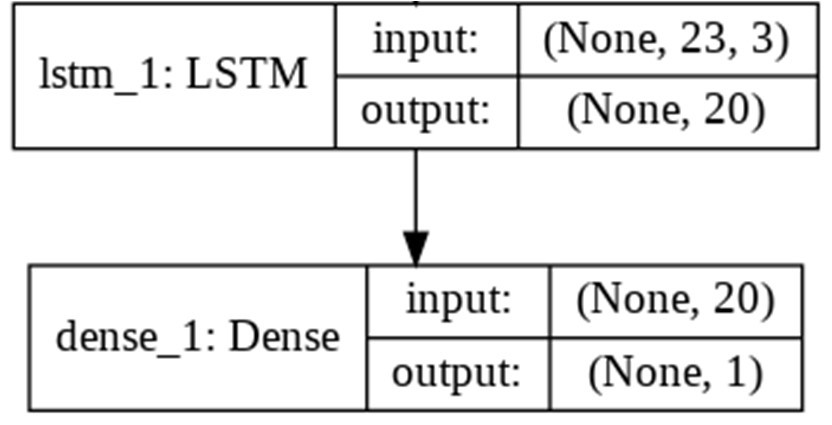 lstm_1: LSTM
input:
(None, 23, 3)
output:
(None, 20)
dense_1: Dense
input:
(None, 20)
output:
(None, 1)